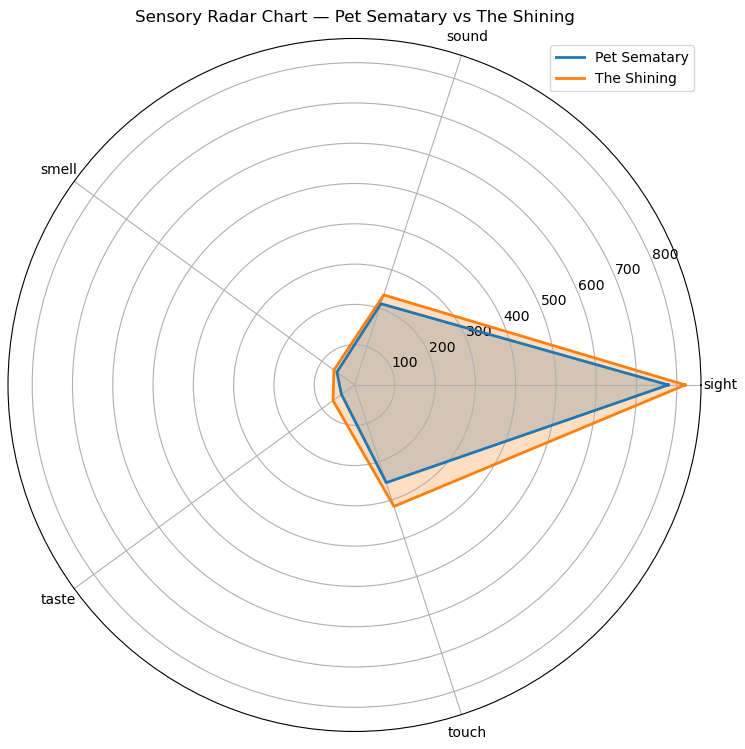 Sensory Radar Chart — Pet Sematary vs The Shining
sound
Pet Sematary
The Shining
smell
800
700
600
500
400
300
200
100
sight
taste
touch